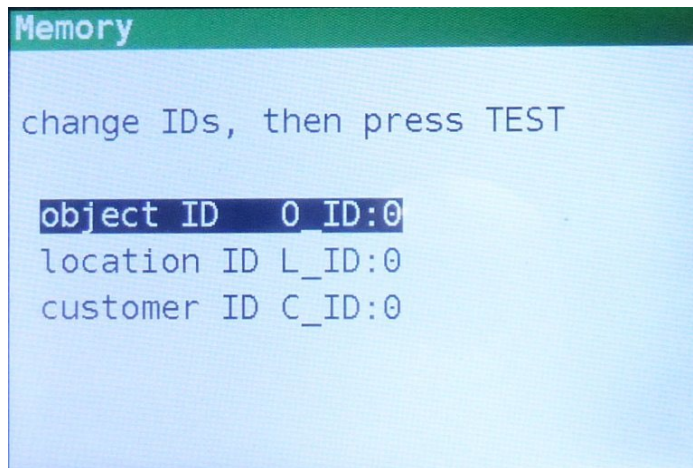 Memory
change IDs, then press TEST
object ID   O_ID:0
location ID L_ID:0
customer ID C_ID:0